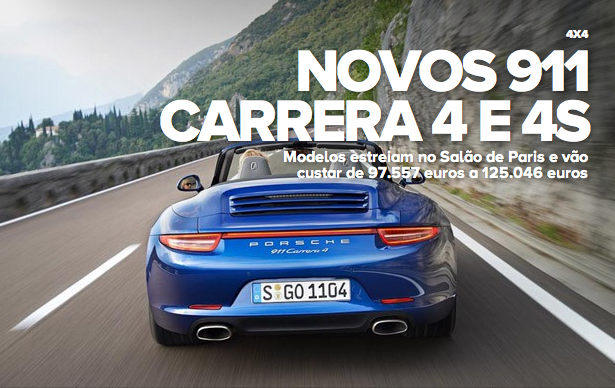 4X4
NOVOS 911
CARRERA 4 E 4S
Modelos estreiam no Salão de Paris e vão
custar de 97.557 euros a 125.046 euros
PORSCHE
911 Carrera 4
S GO 1104